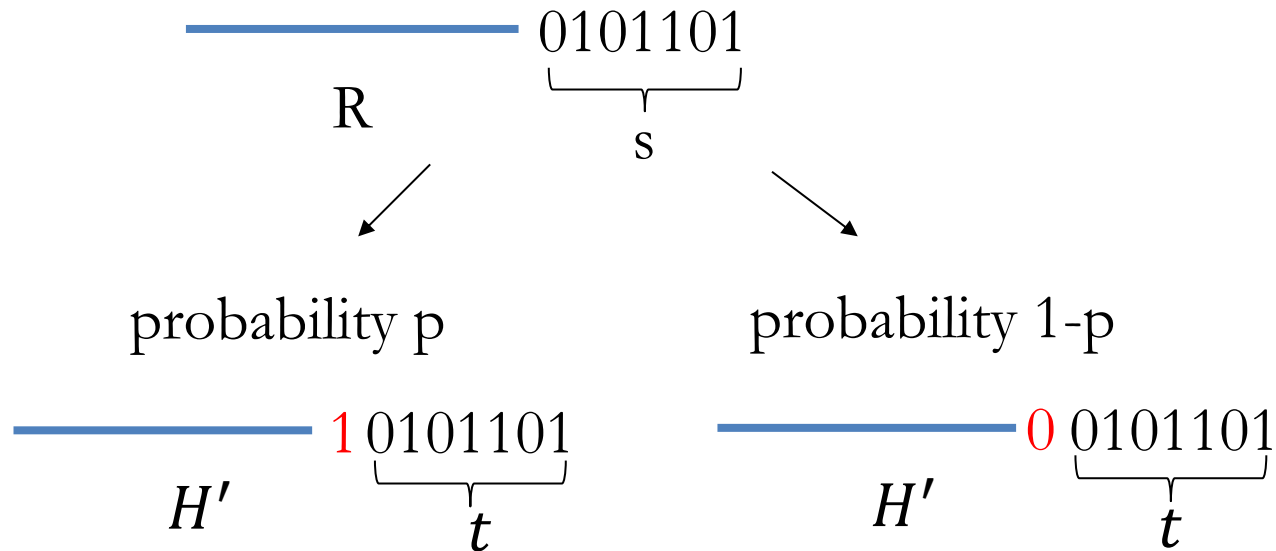 0101101
R
s
probability p
probability 1-p
1 0101101
0 0101101
H′
t
H′
t